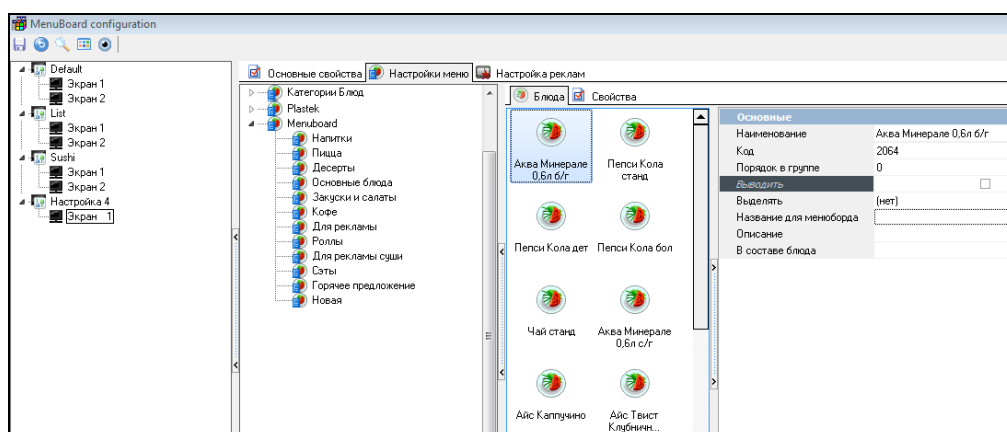 MenuBoard configuration
Default
Экран 1
Экран 2
List
Экран 1
Экран 2
Sushi
Экран 1
Экран 2
Настройка 4
Экран 1
Основные свойства
Настройки меню
Настройка реклам
Категории Блюд
Plastek
Menuboard
Напитки
Пицца
Десерты
Основные блюда
Закуски и салаты
Кофе
Для рекламы
Роллы
Для рекламы суши
Сэты
Горячее предложение
Новая
Блюда
Свойства
Аква Минерале
0,6л б/г
Пепси Кола
станд
Пепси Кола дет
Пепси Кола бол
Чай станд
Аква Минерале
0,6л с/г
Айс Каппучино
Айс Твист
Клубничн...
Основные
Наименование Аква Минерале 0,6л б/г
Код 2064
Порядок в группе 0
Выводить
Выделять (нет)
Название для менюборда
Описание
В составе блюда